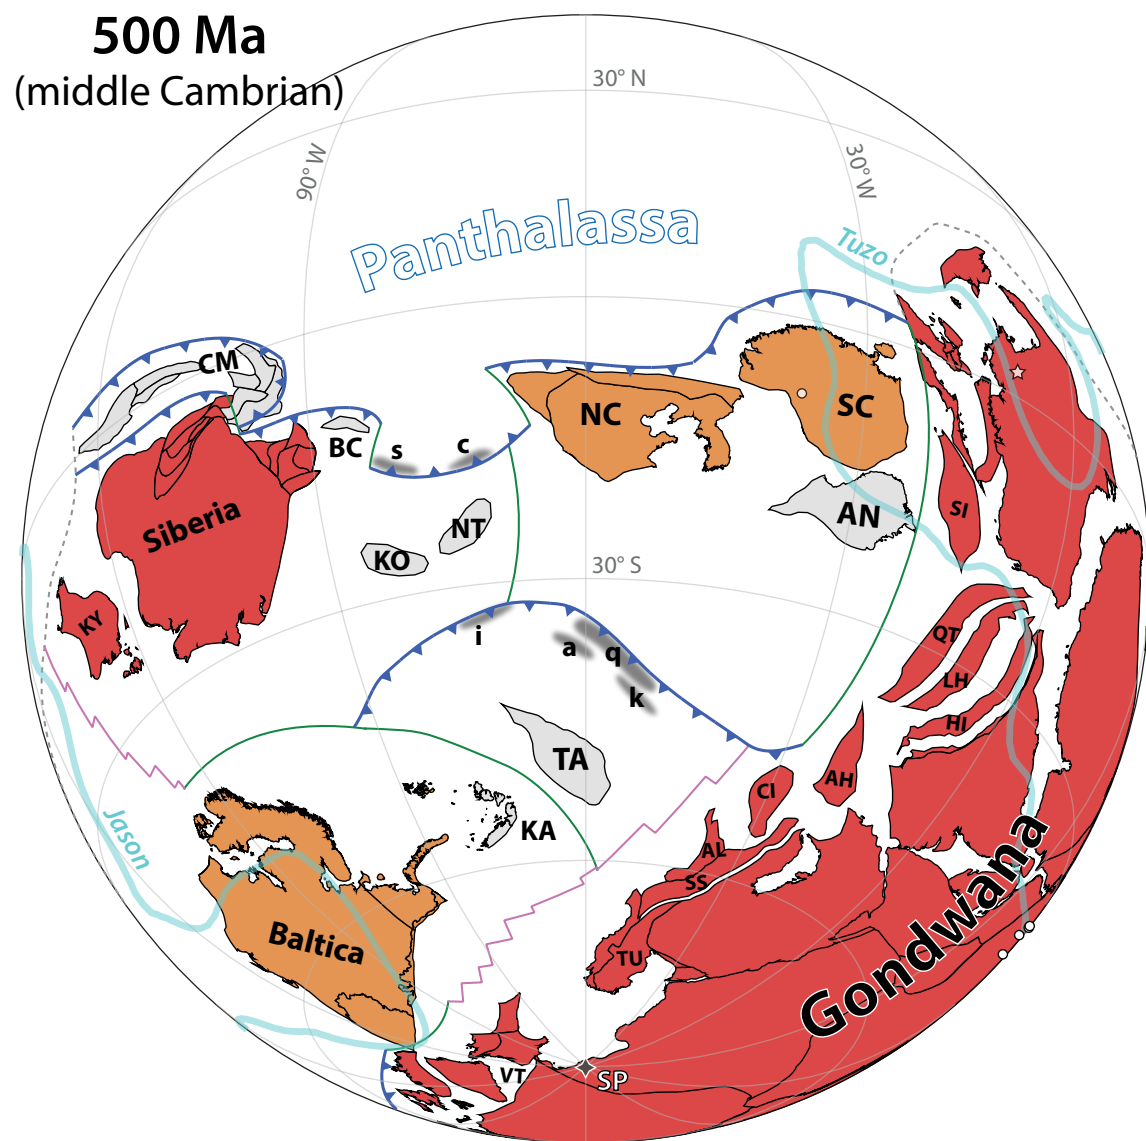 500 Ma
(middle Cambrian)
30° N
90° W
30° W
Panthalassa
Tuzo
CM
BC
s
c
NC
SC
Siberia
NT
KO
AN
SI
30° S
KY
i
a
q
k
QT
LH
HI
TA
CI
AH
Jason
KA
AL
SS
Baltica
TU
Gondwana
VT
SP